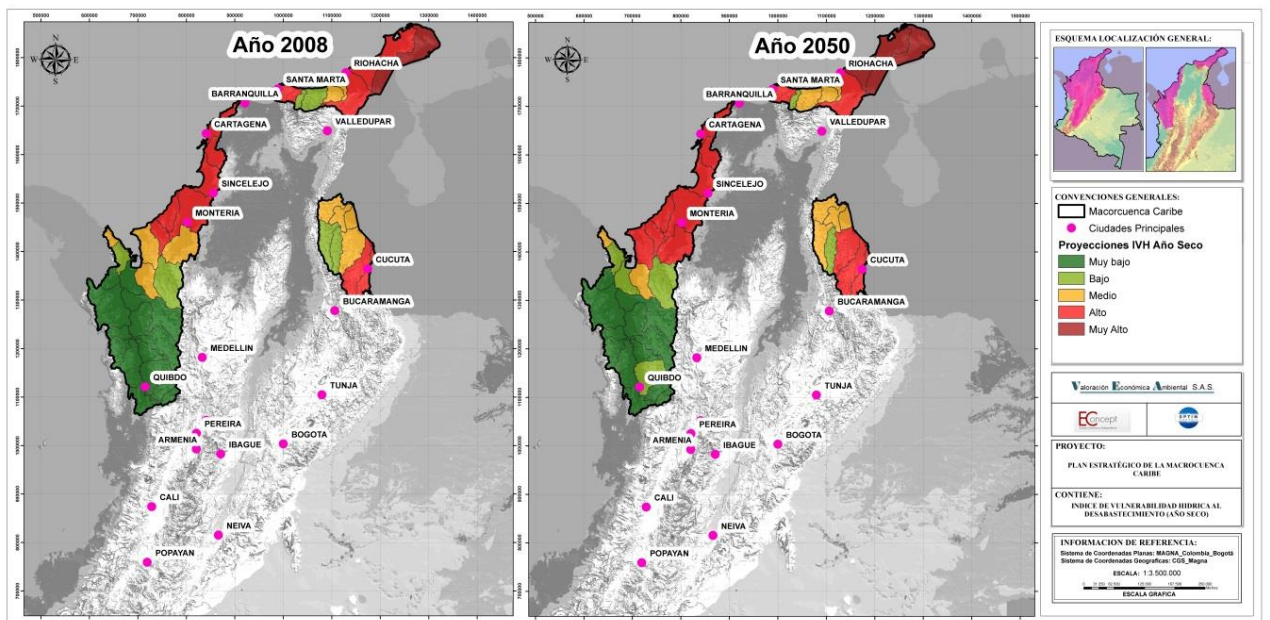 Año 2008
N
W
E
S
RIOHACHA
SANTA MARTA
BARRANQUILLA
CARTAGENA
VALLEDUPAR
SINCELEJO
MONTERIA
CUCUTA
BUCARAMANGA
MEDELLIN
QUIBDO
TUNJA
PEREIRA
ARMENIA
IBAGUE
BOGOTA
CALI
NEIVA
POPAYAN
Año 2050
N
W
E
S
RIOHACHA
SANTA MARTA
BARRANQUILLA
CARTAGENA
VALLEDUPAR
SINCELEJO
MONTERIA
CUCUTA
BUCARAMANGA
MEDELLIN
QUIBDO
TUNJA
PEREIRA
ARMENIA
IBAGUE
BOGOTA
CALI
NEIVA
POPAYAN
ESQUEMA LOCALIZACIÓN GENERAL:
CONVENCIONES GENERALES:
Macorcuenca Caribe
Ciudades Principales
Proyecciones IVH Año Seco
Muy bajo
Bajo
Medio
Alto
Muy Alto
Valoración Económica Ambiental S.A.S.
EConcept
OPTIM
PROYECTO:
PLAN ESTRATÉGICO DE LA MACROCUENCA
CARIBE
CONTIENE:
INDICE DE VULNERABILIDAD HIDRICA AL
DESABASTECIMIENTO (AÑO SECO)
INFORMACION DE REFERENCIA:
Sistema de Coordenadas Planas: MAGNA_Colombia_Bogotá
Sistema de Coordenadas Geograficas: CGS_Magna
ESCALA: 1:3.500.000
ESCALA GRAFICA